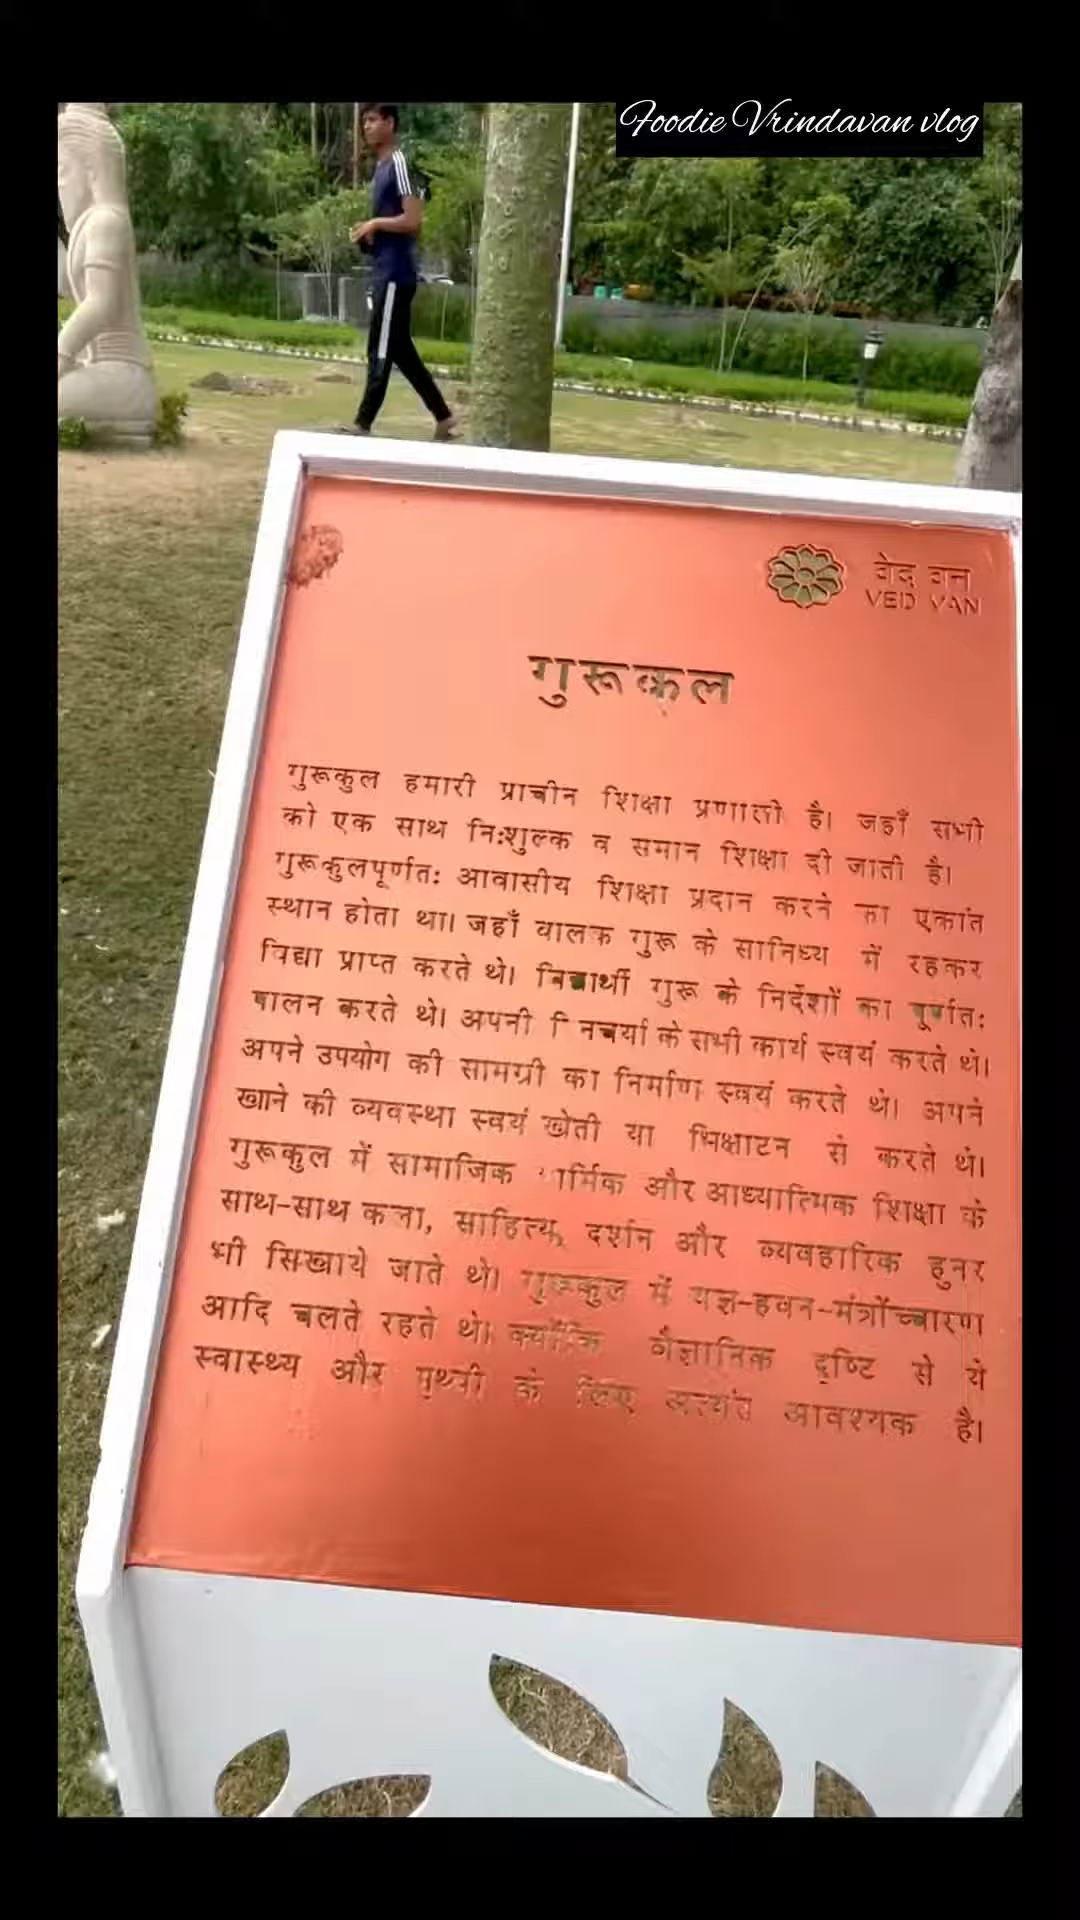 Foodie Vrindavan vlog
वेद वन
VED VAN
गुरूकुल
गुरूकुल हमारी प्राचीन शिक्षा प्रणाली है। जहाँ सभी
को एक साथ निःशुल्क व समान शिक्षा दी जाती है।
गुरूकुलपूर्णतः आवासीय शिक्षा प्रदान करने का एकांत
स्थान होता था। जहाँ बालक गुरू के सानिध्य में रहकर
विद्या प्राप्त करते थे। विद्यार्थी गुरू के निर्देशों का पूर्णतः
पालन करते थे। अपनी दिनचर्या के सभी कार्य स्वयं करते थे।
अपने उपयोग की सामग्री का निर्माण स्वयं करते थे। अपने
खाने की व्यवस्था स्वयं खेती या भिक्षाटन से करते थे।
गुरूकुल में सामाजिक धार्मिक और आध्यात्मिक शिक्षा के
साथ-साथ कला, साहित्य, दर्शन और व्यवहारिक हुनर
भी सिखाये जाते थे। गुरूकुल में यज्ञ-हवन-मंत्रोंच्चारण
आदि चलते रहते थे। क्योंकि वैज्ञानिक दृष्टि से ये
स्वास्थ्य और पृथ्वी के लिए अत्यंत आवश्यक है।